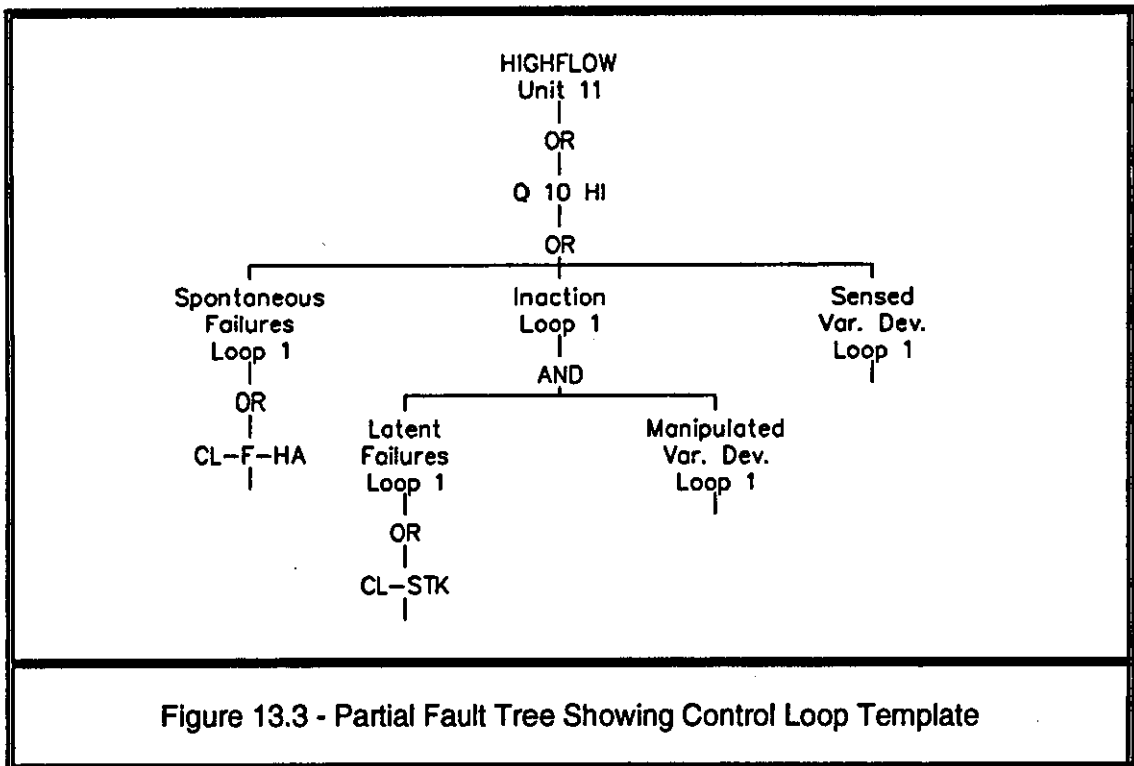 HIGHFLOW
Unit 11
OR
Q 10 HI
OR
Spontaneous
Failures
Loop 1
OR
CL-F-HA
Inaction
Loop 1
AND
Latent
Failures
Loop 1
OR
CL-STK
Manipulated
Var. Dev.
Loop 1
Sensed
Var. Dev.
Loop 1
Figure 13.3 - Partial Fault Tree Showing Control Loop Template